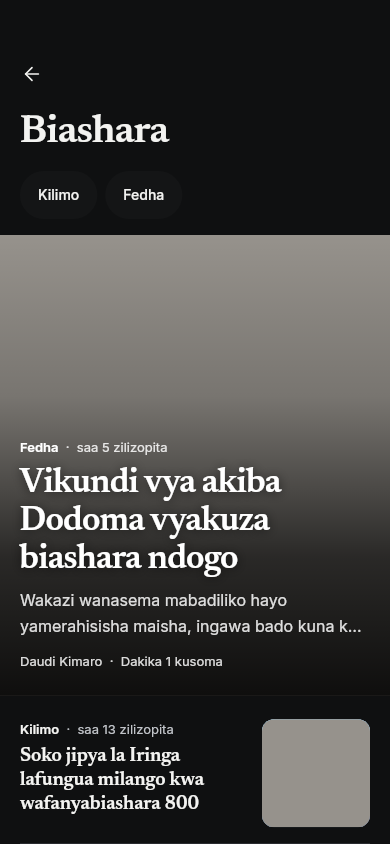 Biashara
Kilimo
Fedha
Fedha · saa 5 zilizopita
Vikundi vya akiba
Dodoma vyakuza
biashara ndogo
Wakazi wanasema mabadiliko hayo
yamerahisisha maisha, ingawa bado kuna k...
Daudi Kimaro · Dakika 1 kusoma
Kilimo · saa 13 zilizopita
Soko jipya la Iringa
lafungua milango kwa
wafanyabiashara 800